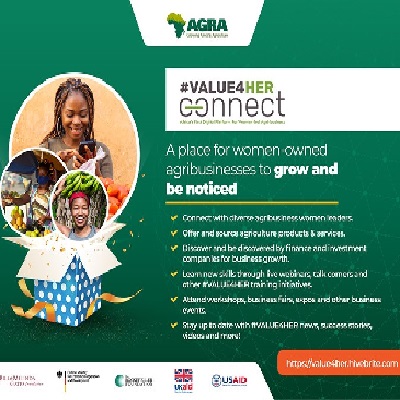 AGRA
#VALUE4HER
connect
A place for women-owned
agribusinesses to grow and
be noticed
Connect with diverse agribusiness women leaders.
Offer and source agriculture products & services.
Discover and be discovered by finance and investment
companies for business growth.
Learn new skills through live webinars, talk corners and
other #VALUE4HER training initiatives.
Attend workshops, business fairs, expos and other business
events.
Stay up to date with #VALUE4HER news, success stories,
videos and more!
https://value4her.hivebrite.com/
UKaid
USAID